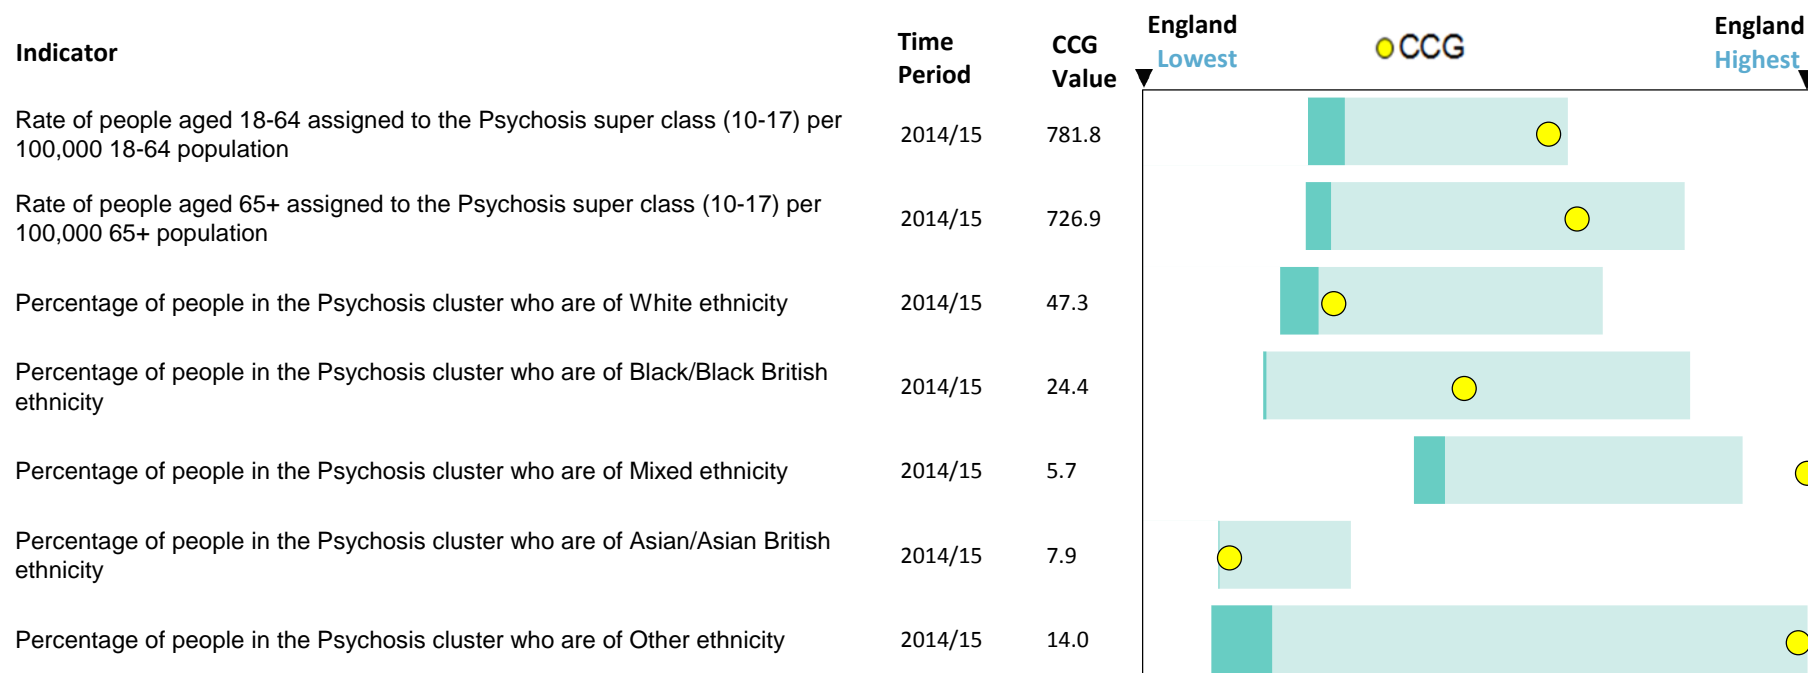 Indicator
Time
Period
CCG
Value
England
Lowest
CCG
England
Highest
Rate of people aged 18-64 assigned to the Psychosis super class (10-17) per
100,000 18-64 population
2014/15
781.8
Rate of people aged 65+ assigned to the Psychosis super class (10-17) per
100,000 65+ population
2014/15
726.9
Percentage of people in the Psychosis cluster who are of White ethnicity
2014/15
47.3
Percentage of people in the Psychosis cluster who are of Black/Black British
ethnicity
2014/15
24.4
Percentage of people in the Psychosis cluster who are of Mixed ethnicity
2014/15
5.7
Percentage of people in the Psychosis cluster who are of Asian/Asian British
ethnicity
2014/15
7.9
Percentage of people in the Psychosis cluster who are of Other ethnicity
2014/15
14.0